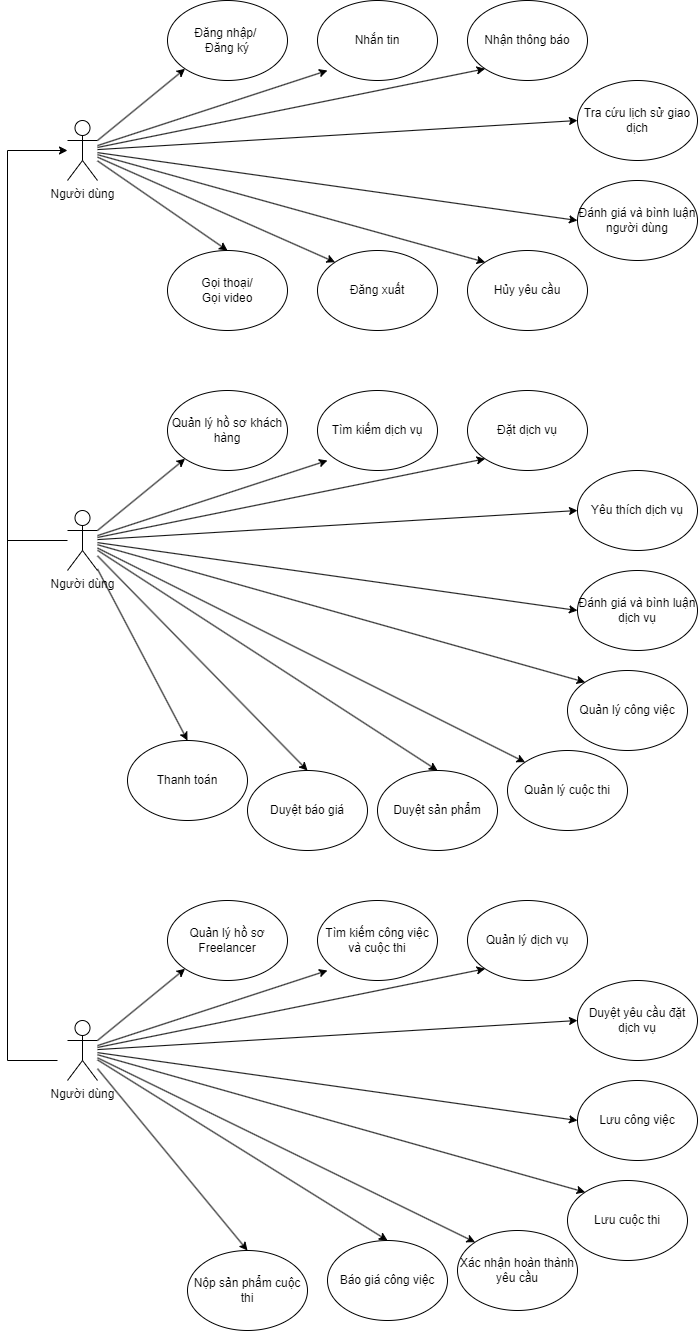 Đăng nhập/
Đăng ký
Nhắn tin
Nhận thông báo
Tra cứu lịch sử giao
dịch
Người dùng
Đánh giá và bình luận
người dùng
Gọi thoại/
Gọi video
Đăng xuất
Hủy yêu cầu
Quản lý hồ sơ khách
hàng
Tìm kiếm dịch vụ
Đặt dịch vụ
Yêu thích dịch vụ
Người dùng
Đánh giá và bình luận
dịch vụ
Quản lý công việc
Thanh toán
Duyệt báo giá
Duyệt sản phẩm
Quản lý cuộc thi
Quản lý hồ sơ
Freelancer
Tìm kiếm công việc
và cuộc thi
Quản lý dịch vụ
Duyệt yêu cầu đặt
dịch vụ
Người dùng
Lưu công việc
Lưu cuộc thi
Nộp sản phẩm cuộc
thi
Báo giá công việc
Xác nhận hoàn thành
yêu cầu